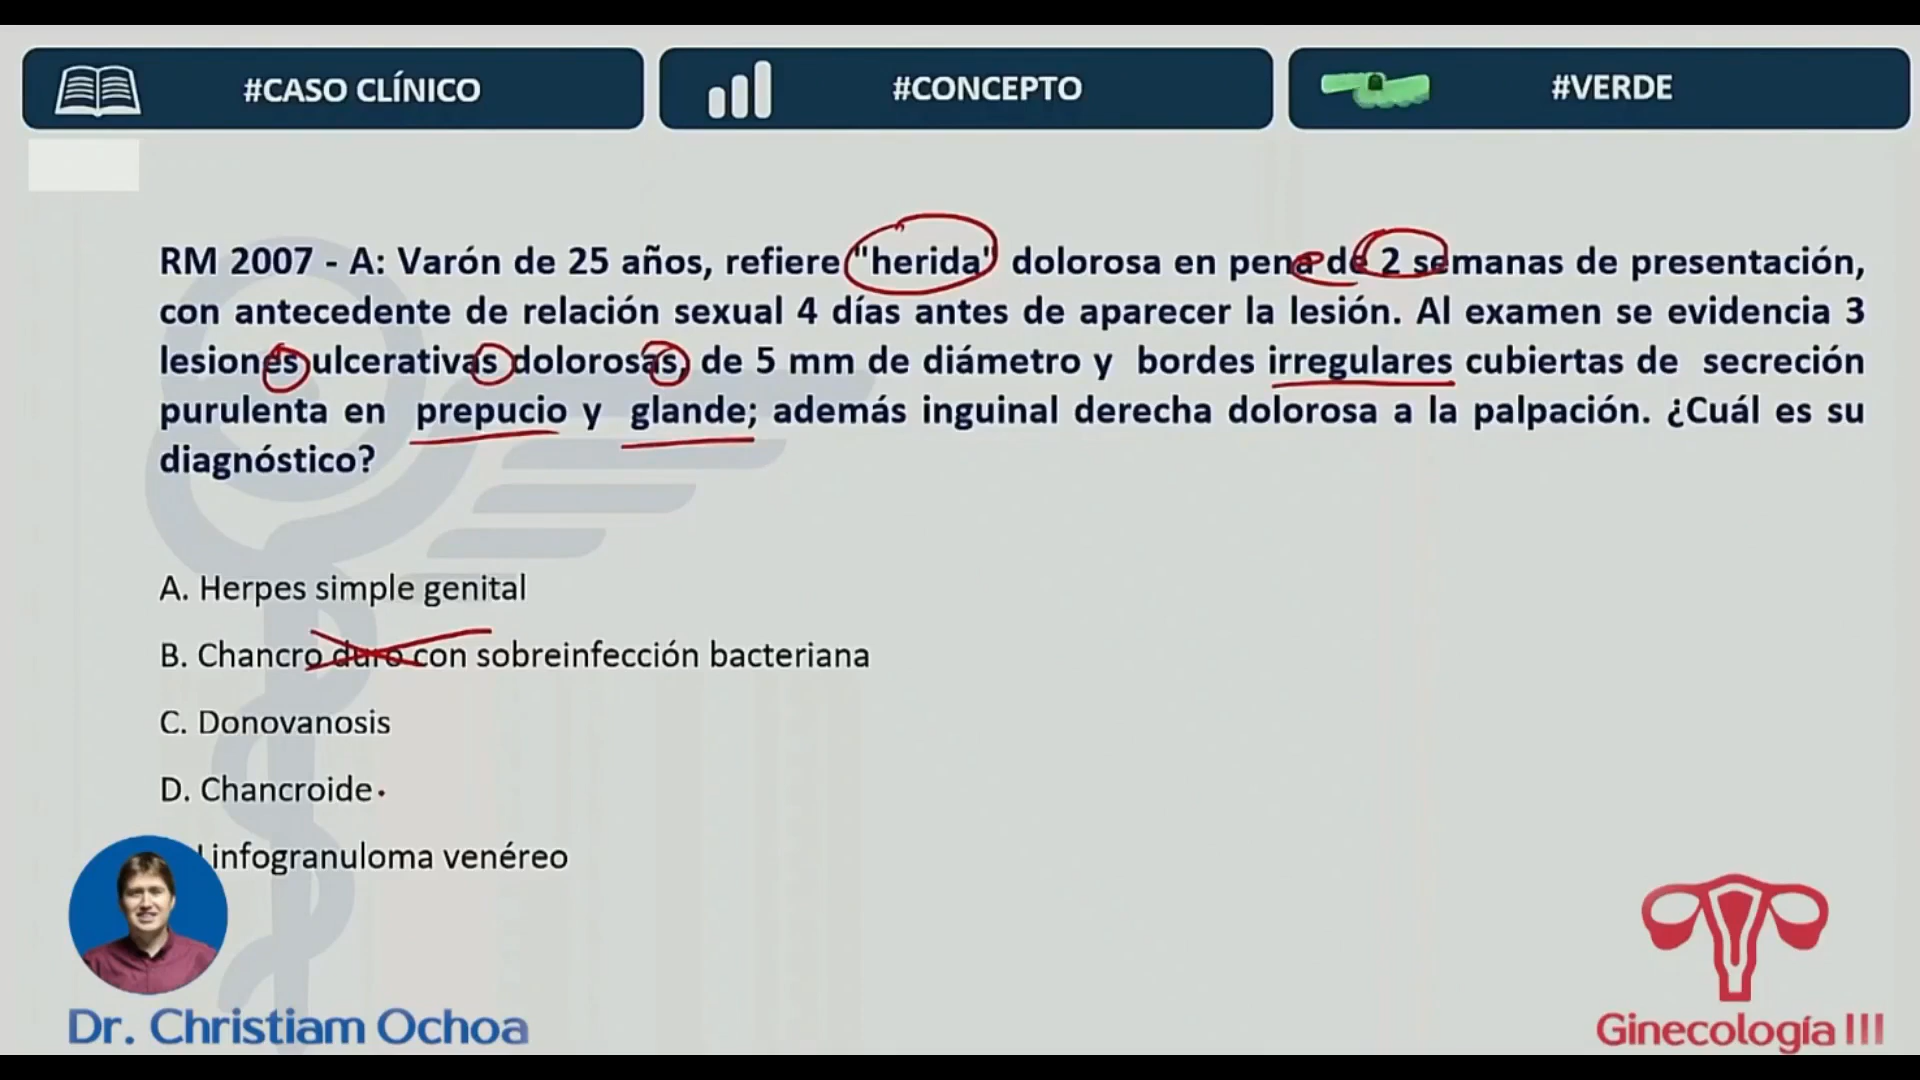 #CASO CLÍNICO
#CONCEPTO
#VERDE
RM 2007 - A: Varón de 25 años, refiere "herida" dolorosa en pene de 2 semanas de presentación,
con antecedente de relación sexual 4 días antes de aparecer la lesión. Al examen se evidencia 3
lesiones ulcerativas dolorosas, de 5 mm de diámetro y bordes irregulares cubiertas de secreción
purulenta en prepucio y glande; además inguinal derecha dolorosa a la palpación. ¿Cuál es su
diagnóstico?
A. Herpes simple genital
B. Chancro duro con sobreinfección bacteriana
C. Donovanosis
D. Chancroide
Linfogranuloma venéreo
Dr. Christiam Ochoa
Ginecología III